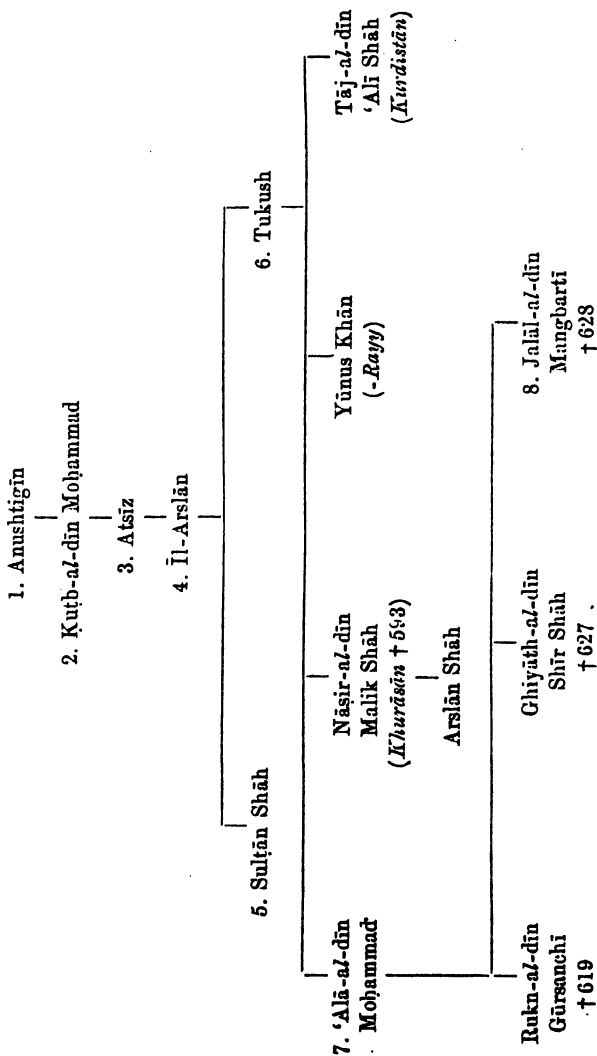 1. Anushtigīn
2. Ḳuṭb-al-dīn Moḥammad
3. Atsīz
4. Īl-Arslān
5. Sulṭān Shāh
6. Tukush
7. ‘Alā-al-dīn
Moḥammad
Nāṣir-al-dīn
Malik Shāh
(Khurāsān †593)
Arslān Shāh
Yūnus Khān
(-Rayy)
Tāj-al-dīn
‘Alī Shāh
(Kurdistān)
Rukn-al-dīn
Gūrsanchī
†619
Ghiyāth-al-dīn
Shīr Shāh
†627
8. Jalāl-al-dīn
Mangbartī
†628